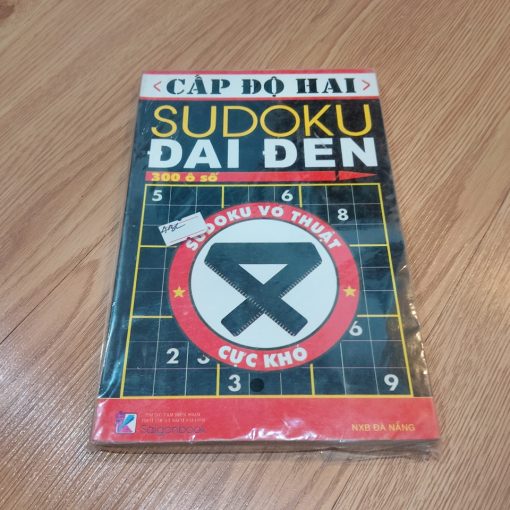 CẤP ĐỘ HAI
SUDOKU
ĐAI ĐEN
300 ô số
5
6
8
SUDOKU VÕ THUẬT
6
2
3
CỰC KHÓ
3
9
Saigonbook
NXB ĐÀ NẴNG